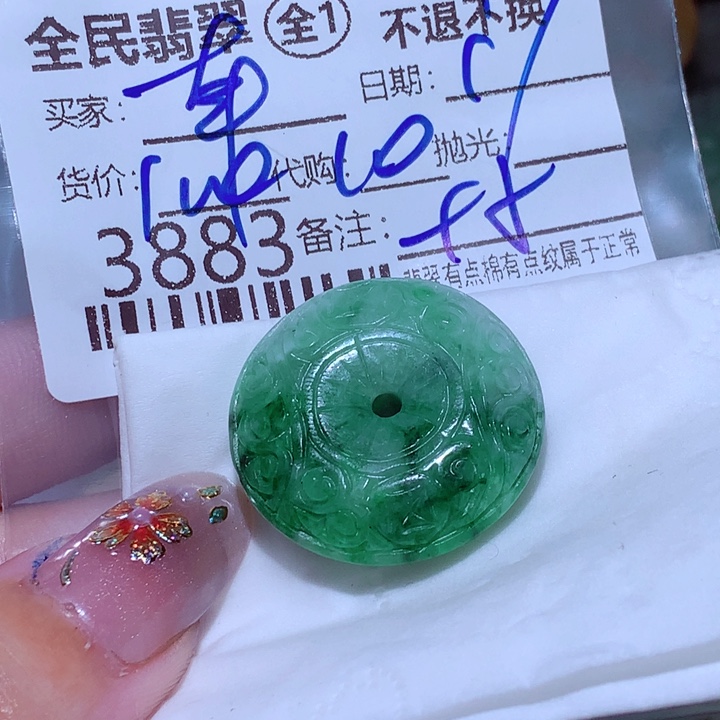 全民翡翠 全1 不退不换
买家: 日期:
货价: 代购: 10 抛光:
3883 备注:
翡翠有点棉有点纹属于正常